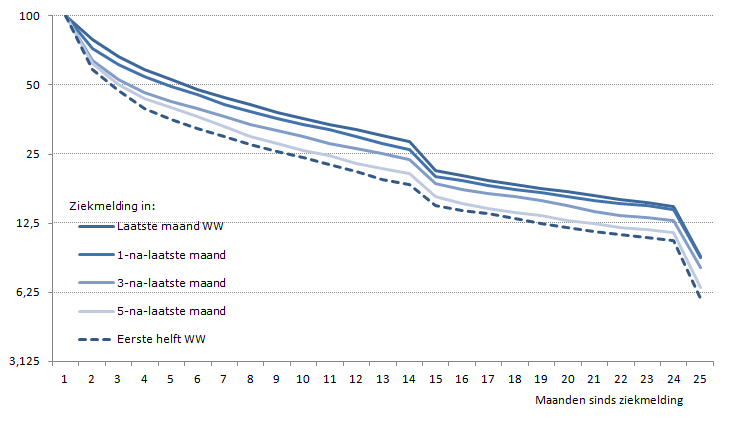 100
50
25
12,5
6,25
3,125
Ziekmelding in:
Laatste maand WW
1-na-laatste maand
3-na-laatste maand
5-na-laatste maand
Eerste helft WW
1 2 3 4 5 6 7 8 9 10 11 12 13 14 15 16 17 18 19 20 21 22 23 24 25
Maanden sinds ziekmelding